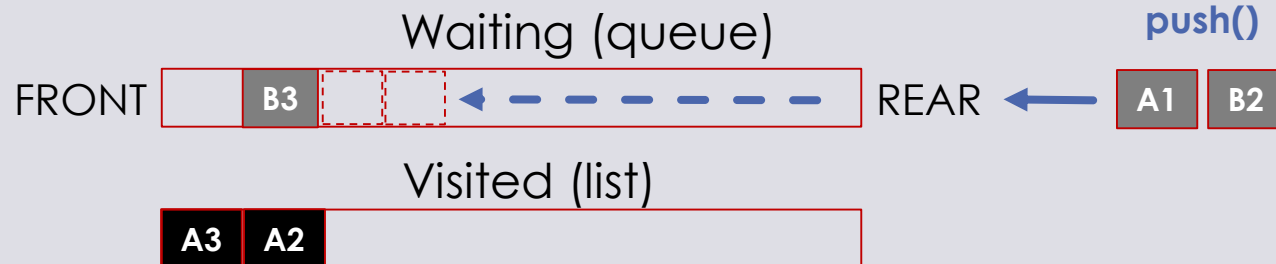 Waiting (queue)
push()
FRONT B3 REAR A1 B2
Visited (list)
A3 A2